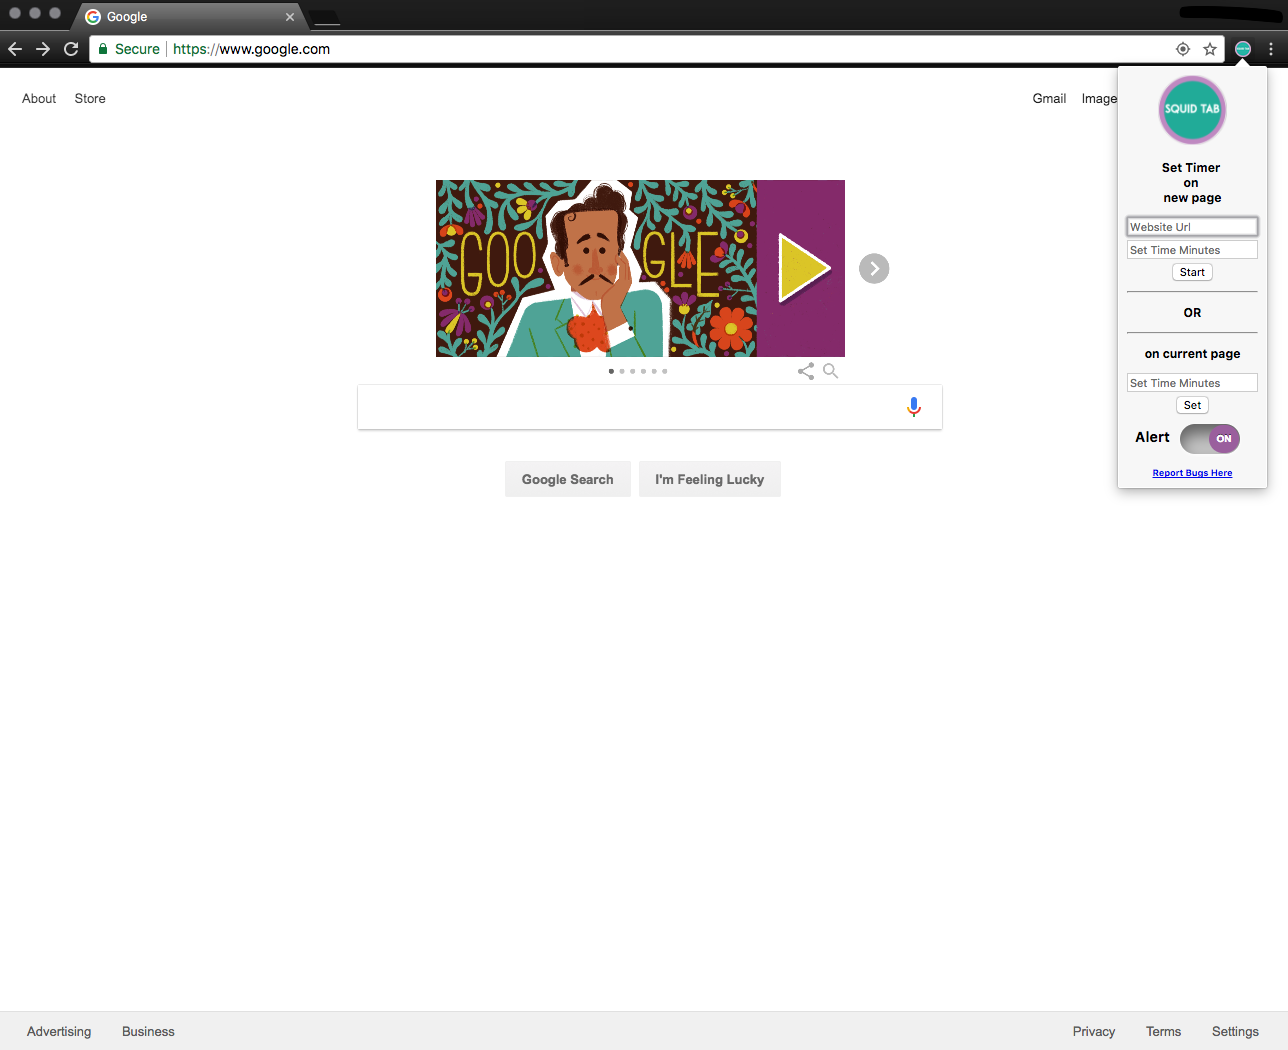 Google
Secure https://www.google.com
About Store
Gmail Image
SQUID TAB
Set Timer
on
new page
Website Url
Set Time Minutes
Start
OR
on current page
Set Time Minutes
Set
Alert ON
Report Bugs Here
GOO GLE
Google Search I'm Feeling Lucky
Advertising Business
Privacy Terms Settings